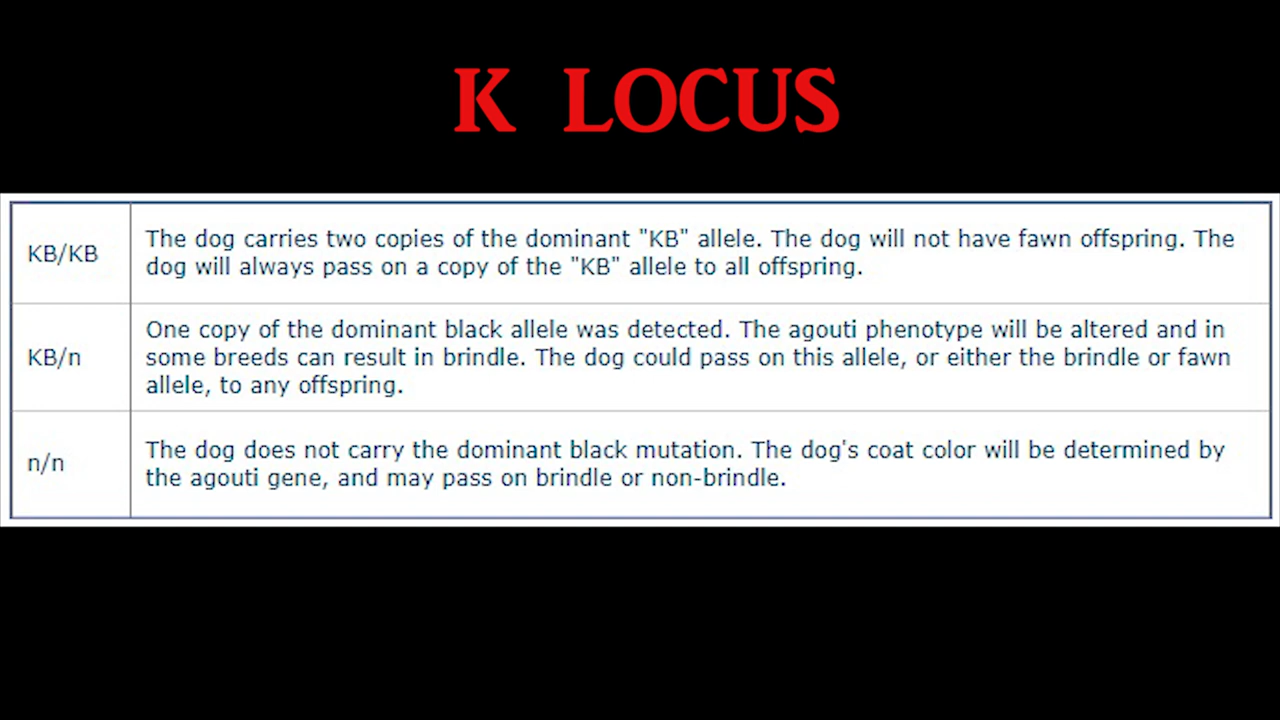 K LOCUS
KB/KB
The dog carries two copies of the dominant "KB" allele. The dog will not have fawn offspring. The
dog will always pass on a copy of the "KB" allele to all offspring.
KB/n
One copy of the dominant black allele was detected. The agouti phenotype will be altered and in
some breeds can result in brindle. The dog could pass on this allele, or either the brindle or fawn
allele, to any offspring.
n/n
The dog does not carry the dominant black mutation. The dog's coat color will be determined by
the agouti gene, and may pass on brindle or non-brindle.